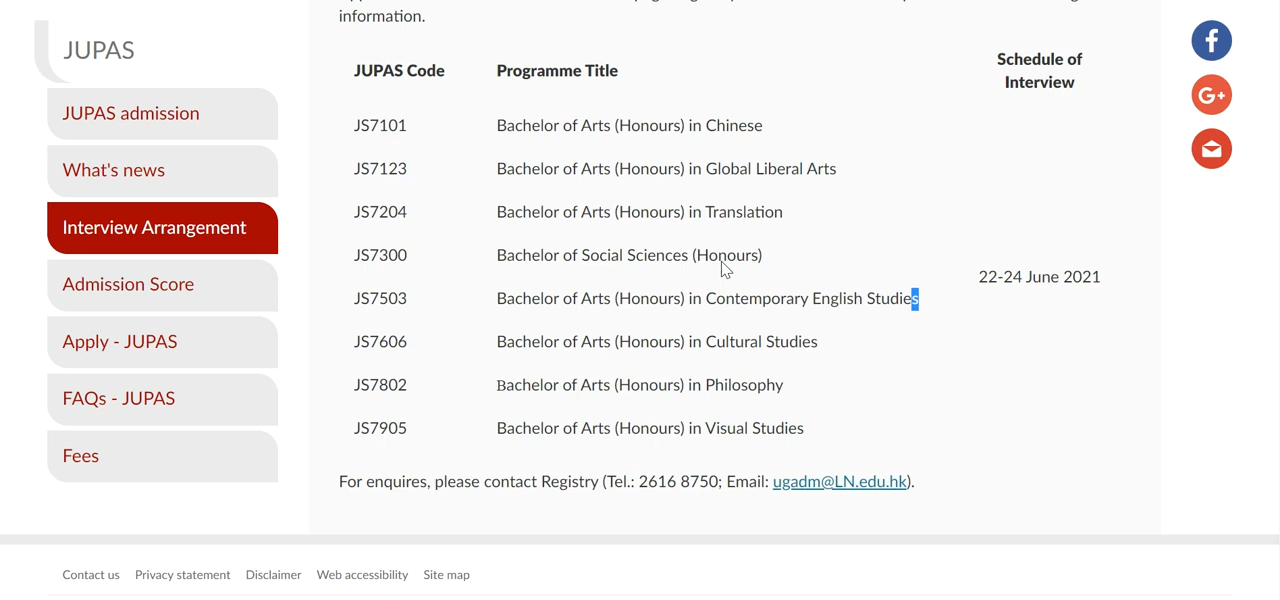 information.
JUPAS
JUPAS admission
What's news
Interview Arrangement
Admission Score
Apply - JUPAS
FAQs - JUPAS
Fees
JUPAS Code Programme Title Schedule of Interview
JS7101 Bachelor of Arts (Honours) in Chinese
JS7123 Bachelor of Arts (Honours) in Global Liberal Arts
JS7204 Bachelor of Arts (Honours) in Translation
JS7300 Bachelor of Social Sciences (Honours)
22-24 June 2021
JS7503 Bachelor of Arts (Honours) in Contemporary English Studies
JS7606 Bachelor of Arts (Honours) in Cultural Studies
JS7802 Bachelor of Arts (Honours) in Philosophy
JS7905 Bachelor of Arts (Honours) in Visual Studies
For enquires, please contact Registry (Tel.: 2616 8750; Email: ugadm@LN.edu.hk).
f
G+
Contact us Privacy statement Disclaimer Web accessibility Site map